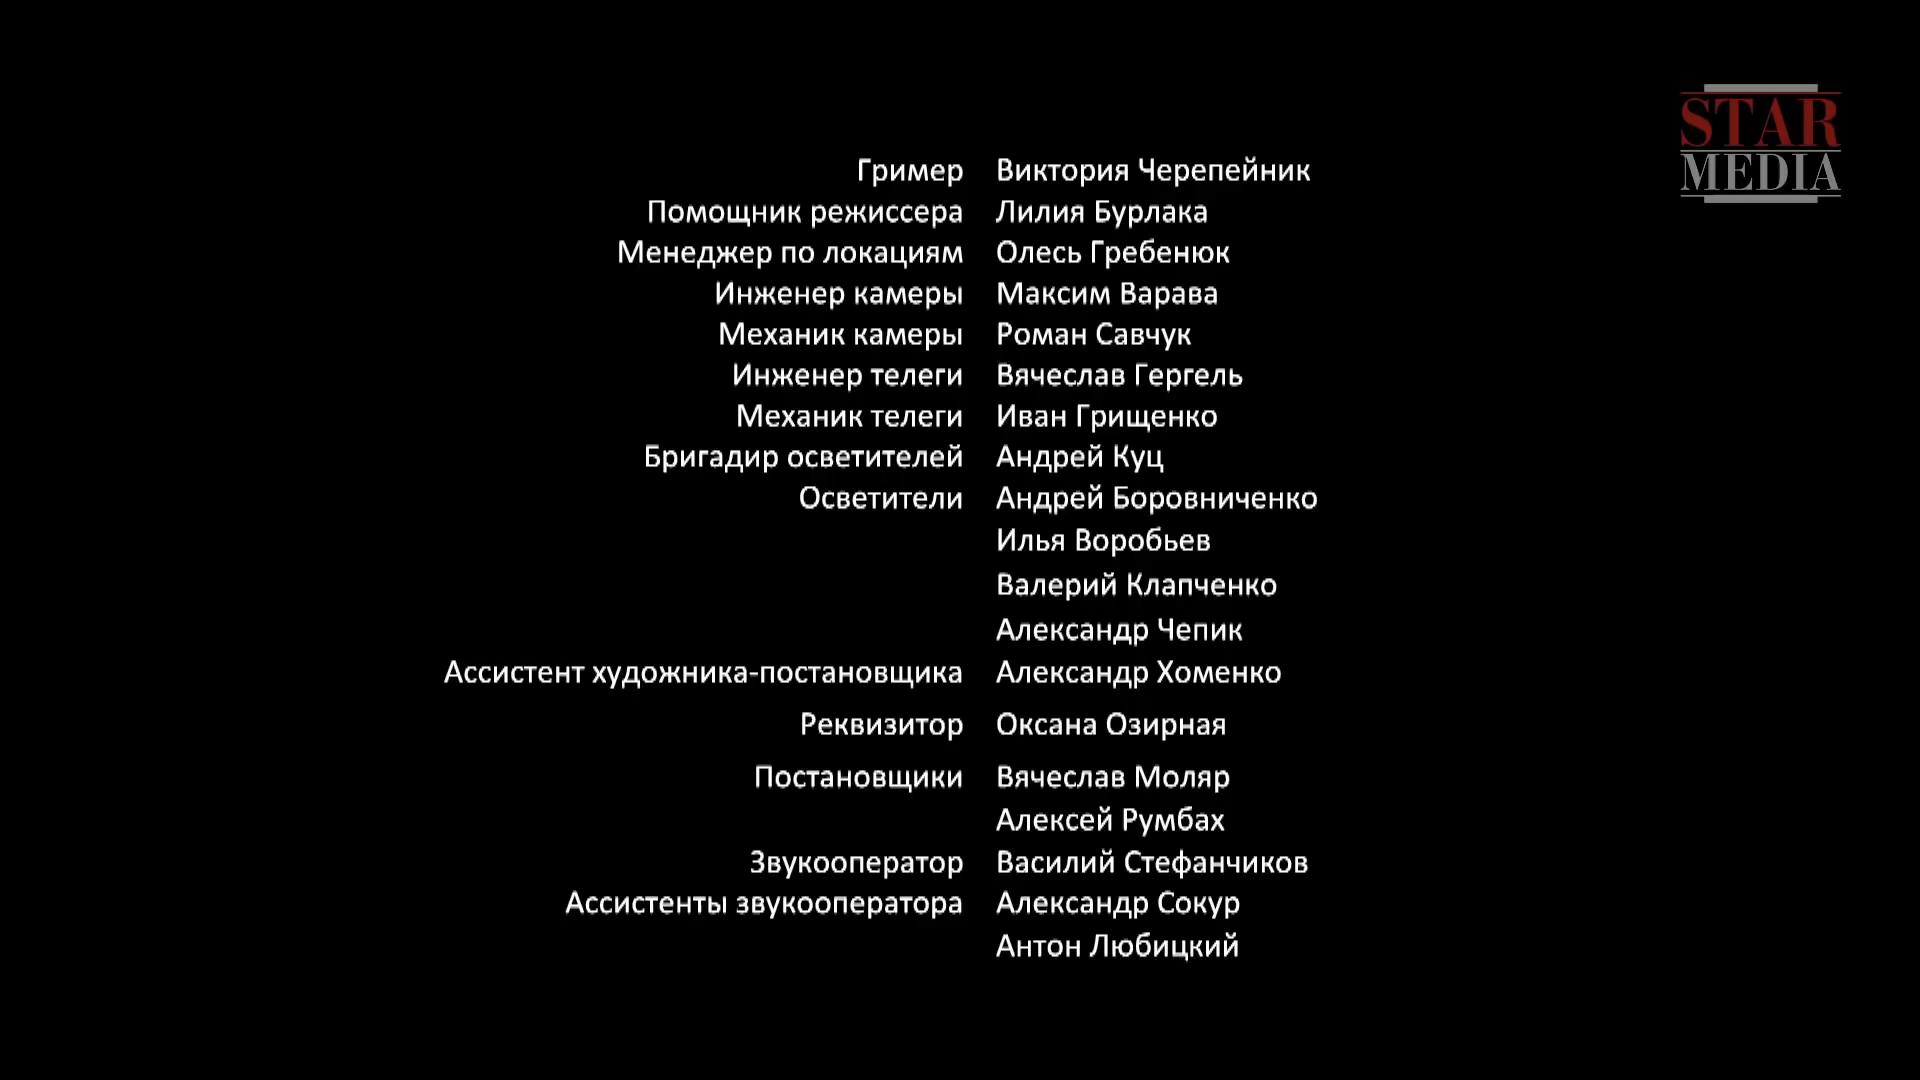 STAR
MEDIA
Гример Виктория Черепейник
Помощник режиссера Лилия Бурлака
Менеджер по локациям Олесь Гребенюк
Инженер камеры Максим Варава
Механик камеры Роман Савчук
Инженер телеги Вячеслав Гергель
Механик телеги Иван Грищенко
Бригадир осветителей Андрей Куц
Осветители Андрей Боровниченко
Илья Воробьев
Валерий Клапченко
Александр Чепик
Ассистент художника-постановщика Александр Хоменко
Реквизитор Оксана Озирная
Постановщики Вячеслав Моляр
Алексей Румбах
Звукооператор Василий Стефанчиков
Ассистенты звукооператора Александр Сокур
Антон Любицкий